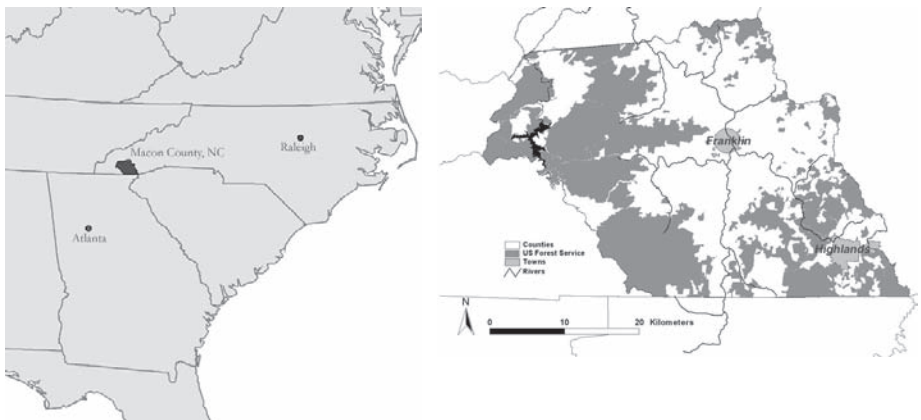 Macon County, NC
Raleigh
Atlanta
Franklin
Highlands
Counties
US Forest Service
Towns
Rivers
N
0 10 20 Kilometers